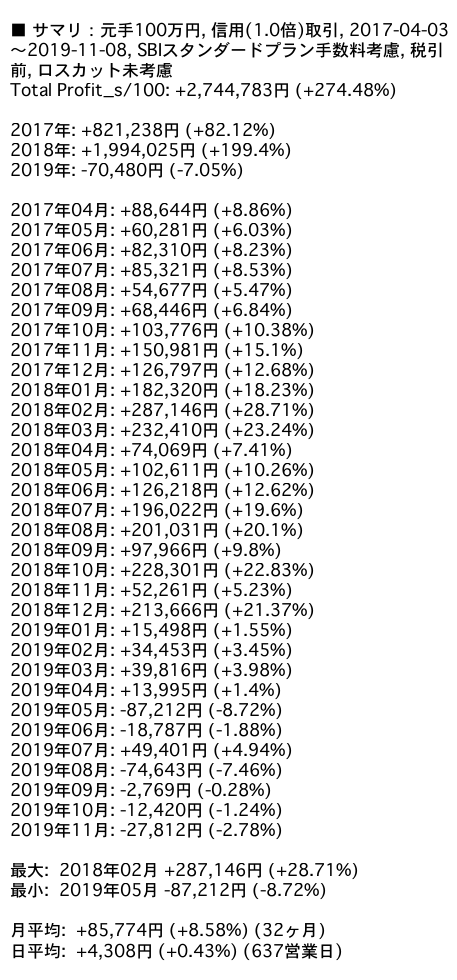 ■ サマリ：元手100万円, 信用(1.0倍)取引, 2017-04-03
～2019-11-08, SBIスタンダードプラン手数料考慮, 税引
前, ロスカット未考慮
Total Profit_s/100: +2,744,783円 (+274.48%)
2017年: +821,238円 (+82.12%)
2018年: +1,994,025円 (+199.4%)
2019年: -70,480円 (-7.05%)
2017年04月: +88,644円 (+8.86%)
2017年05月: +60,281円 (+6.03%)
2017年06月: +82,310円 (+8.23%)
2017年07月: +85,321円 (+8.53%)
2017年08月: +54,677円 (+5.47%)
2017年09月: +68,446円 (+6.84%)
2017年10月: +103,776円 (+10.38%)
2017年11月: +150,981円 (+15.1%)
2017年12月: +126,797円 (+12.68%)
2018年01月: +182,320円 (+18.23%)
2018年02月: +287,146円 (+28.71%)
2018年03月: +232,410円 (+23.24%)
2018年04月: +74,069円 (+7.41%)
2018年05月: +102,611円 (+10.26%)
2018年06月: +126,218円 (+12.62%)
2018年07月: +196,022円 (+19.6%)
2018年08月: +201,031円 (+20.1%)
2018年09月: +97,966円 (+9.8%)
2018年10月: +228,301円 (+22.83%)
2018年11月: +52,261円 (+5.23%)
2018年12月: +213,666円 (+21.37%)
2019年01月: +15,498円 (+1.55%)
2019年02月: +34,453円 (+3.45%)
2019年03月: +39,816円 (+3.98%)
2019年04月: +13,995円 (+1.4%)
2019年05月: -87,212円 (-8.72%)
2019年06月: -18,787円 (-1.88%)
2019年07月: +49,401円 (+4.94%)
2019年08月: -74,643円 (-7.46%)
2019年09月: -2,769円 (-0.28%)
2019年10月: -12,420円 (-1.24%)
2019年11月: -27,812円 (-2.78%)
最大: 2018年02月 +287,146円 (+28.71%)
最小: 2019年05月 -87,212円 (-8.72%)
月平均: +85,774円 (+8.58%) (32ヶ月)
日平均: +4,308円 (+0.43%) (637営業日)